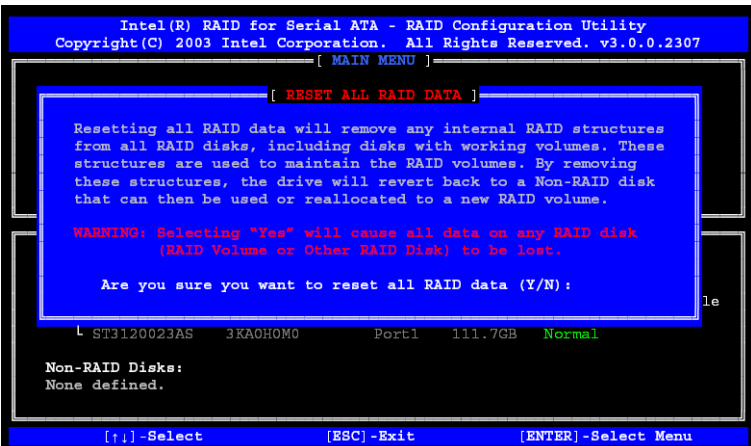 Intel(R) RAID for Serial ATA - RAID Configuration Utility
Copyright(C) 2003 Intel Corporation. All Rights Reserved. v3.0.0.2307
[ MAIN MENU ]
[ RESET ALL RAID DATA ]
Resetting all RAID data will remove any internal RAID structures
from all RAID disks, including disks with working volumes. These
structures are used to maintain the RAID volumes. By removing
these structures, the drive will revert back to a Non-RAID disk
that can then be used or reallocated to a new RAID volume.
WARNING: Selecting "Yes" will cause all data on any RAID disk
(RAID Volume or Other RAID Disk) to be lost.
Are you sure you want to reset all RAID data (Y/N):
le
ST3120023AS 3KA0H0M0 Port1 111.7GB Normal
Non-RAID Disks:
None defined.
[↑↓]-Select [ESC]-Exit [ENTER]-Select Menu